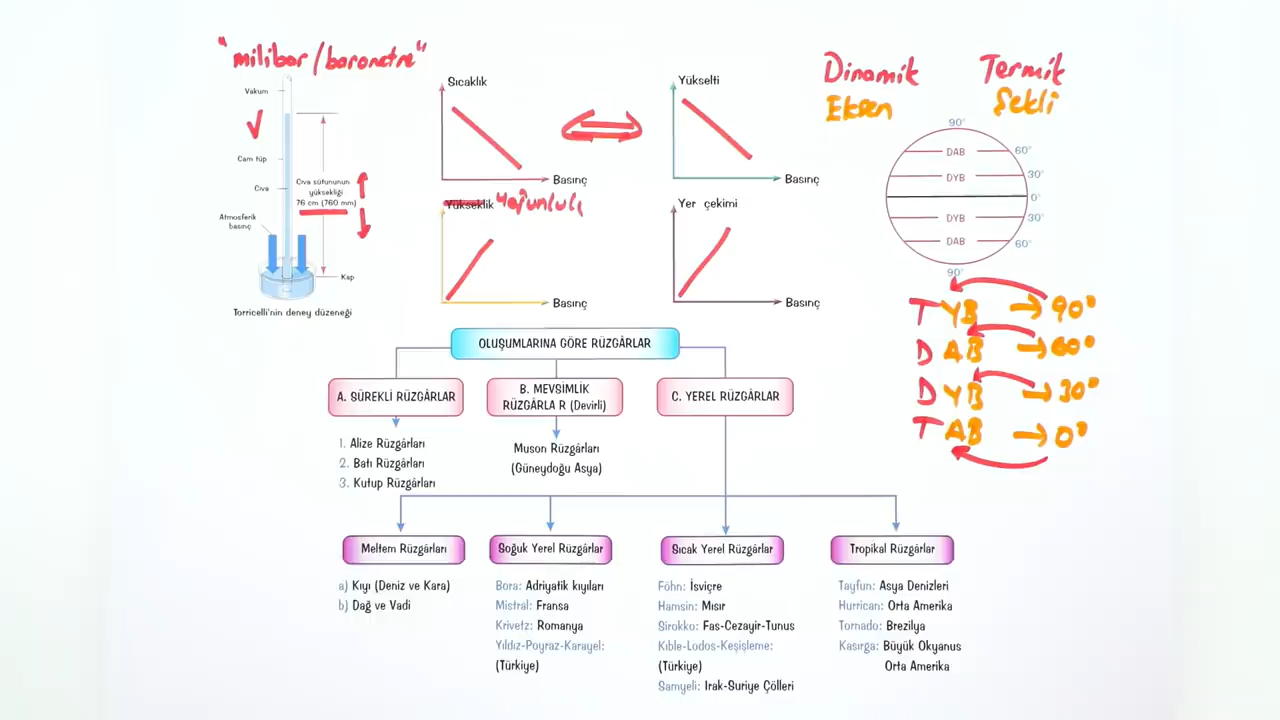 "milibar/barometre"
Vakum
Cam tüp
Cıva
Cıva sütununun
yüksekliği
76 cm (760 mm)
Atmosferik
basınç
Kap
Torricelli'nin deney düzeneği
Sıcaklık
Basınç
Yükselti
Basınç
Yükseklik Yoğunluk
Basınç
Yer çekimi
Basınç
Dinamik Termik
Eksen Şekli
90°
DAB 60°
DYB 30°
0°
DYB 30°
DAB 60°
90°
TYB → 90°
DAB → 60°
DYB → 30°
TAB → 0°
OLUŞUMLARINA GÖRE RÜZGÂRLAR
A. SÜREKLİ RÜZGÂRLAR
1. Alize Rüzgârları
2. Batı Rüzgârları
3. Kutup Rüzgârları
B. MEVSİMLİK
RÜZGÂRLA R (Devirli)
Muson Rüzgârları
(Güneydoğu Asya)
C. YEREL RÜZGÂRLAR
Meltem Rüzgârları
a) Kıyı (Deniz ve Kara)
b) Dağ ve Vadi
Soğuk Yerel Rüzgârlar
Bora: Adriyatik kıyıları
Mistral: Fransa
Krivetz: Romanya
Yıldız-Poyraz-Karayel:
(Türkiye)
Sıcak Yerel Rüzgârlar
Föhn: İsviçre
Hamsin: Mısır
Sirokko: Fas-Cezayir-Tunus
Kıble-Lodos-Keşişleme:
(Türkiye)
Samyeli: Irak-Suriye Çölleri
Tropikal Rüzgârlar
Tayfun: Asya Denizleri
Hurrican: Orta Amerika
Tornado: Brezilya
Kasırga: Büyük Okyanus
Orta Amerika